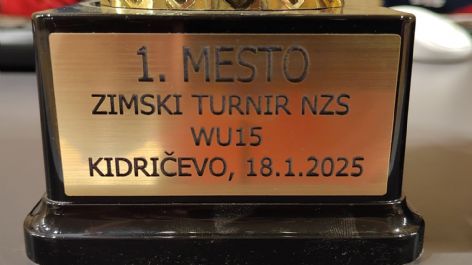 1. MESTO
ZIMSKI TURNIR NZS
WU15
KIDRIČEVO, 18.1.2025